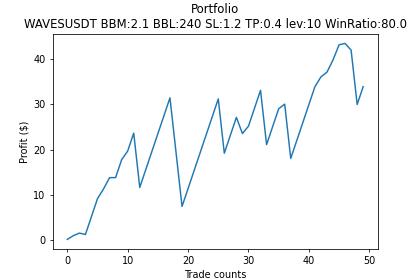 Portfolio
WAVESUSDT BBM:2.1 BBL:240 SL:1.2 TP:0.4 lev:10 WinRatio:80.0
Profit ($)
40
30
20
10
0
0 10 20 30 40 50
Trade counts